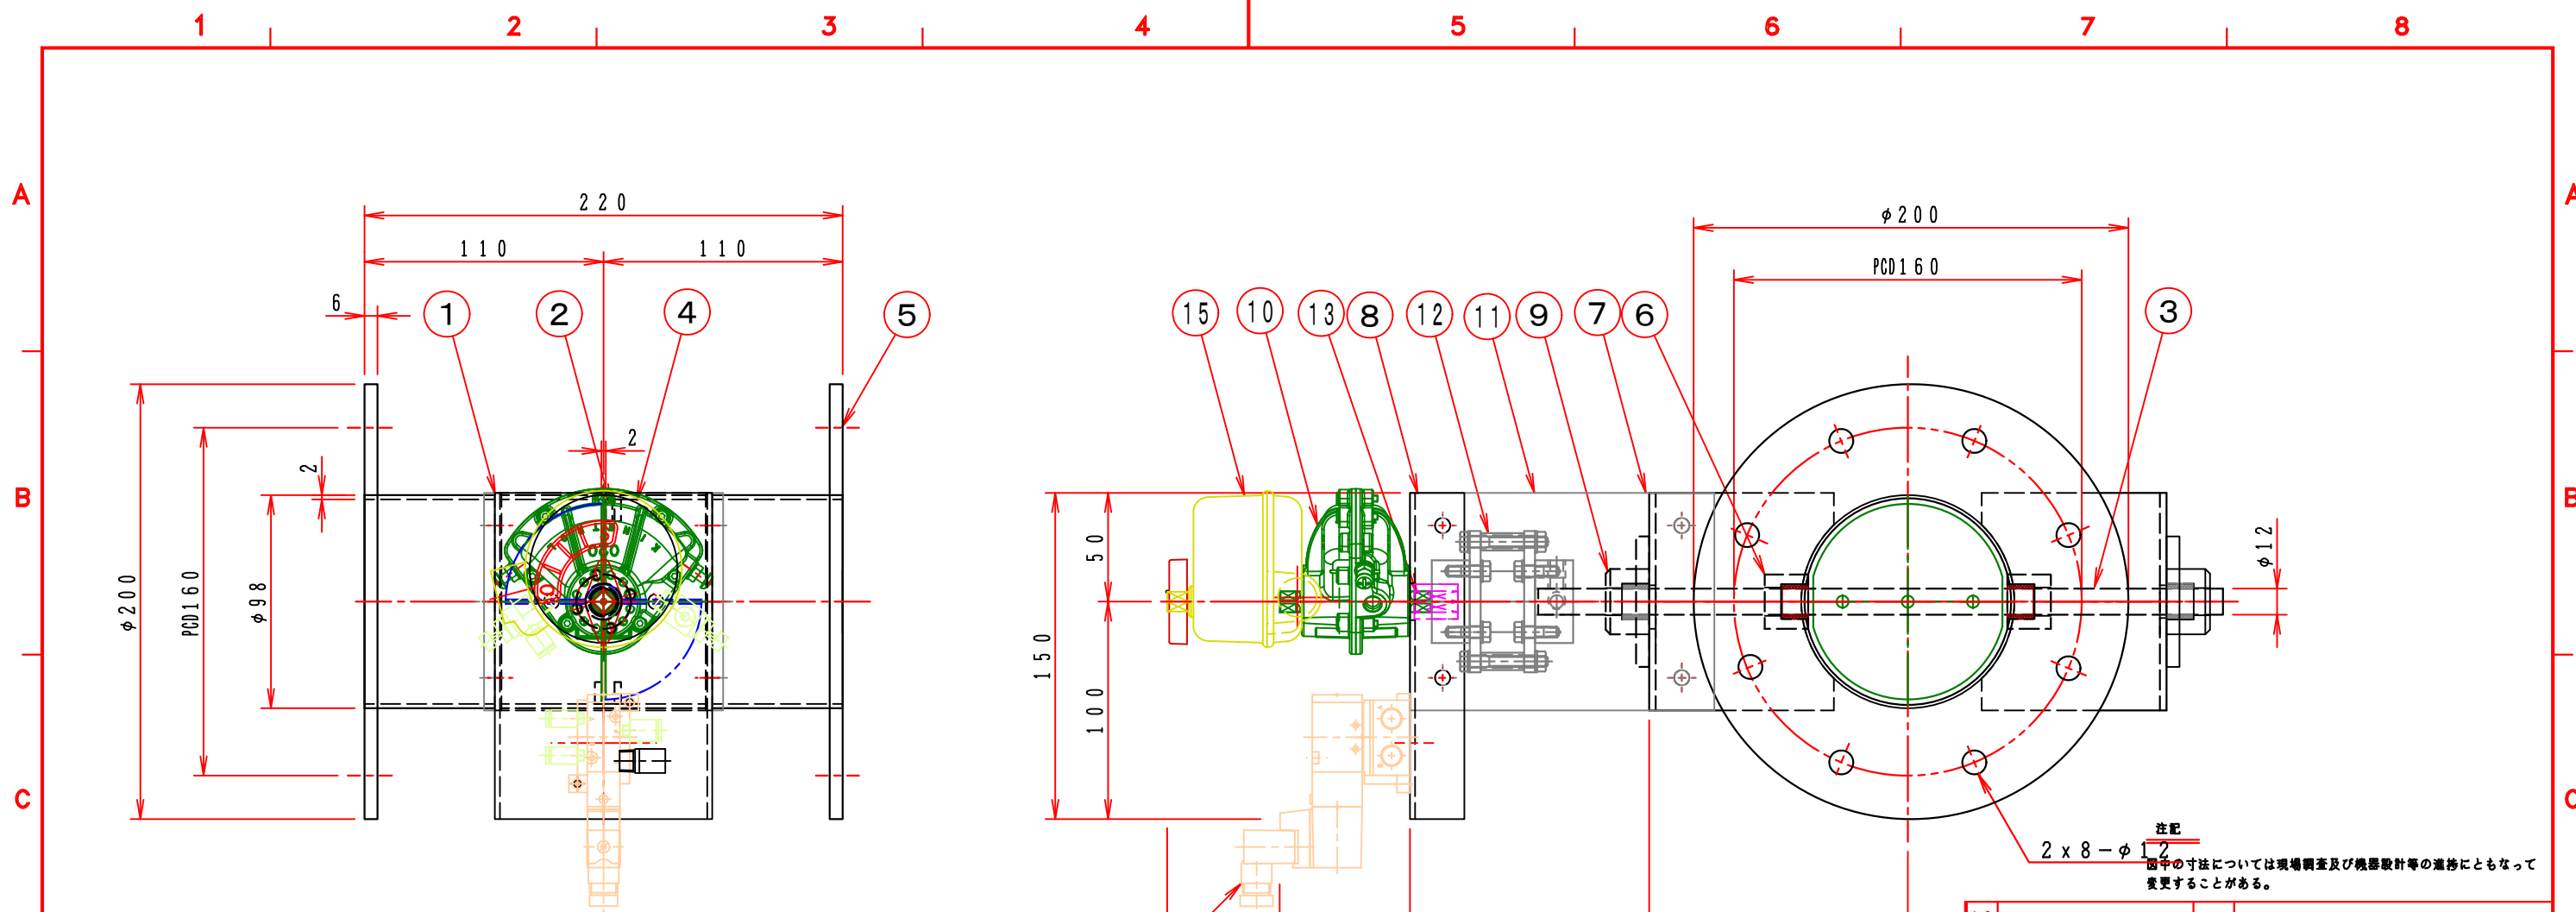 1 2 3 4 5 6 7 8
A A
220
φ200
110 110
PCD160
6 1 2 4 5 15 10 13 8 12 11 9 7 6 3
2
2
B B
50
φ12
φ200
PCD160
φ98
150
100
C C
注記
2x8-φ12
図中の寸法については現場調査及び機器設計等の進捗にともなって
変更することがある。